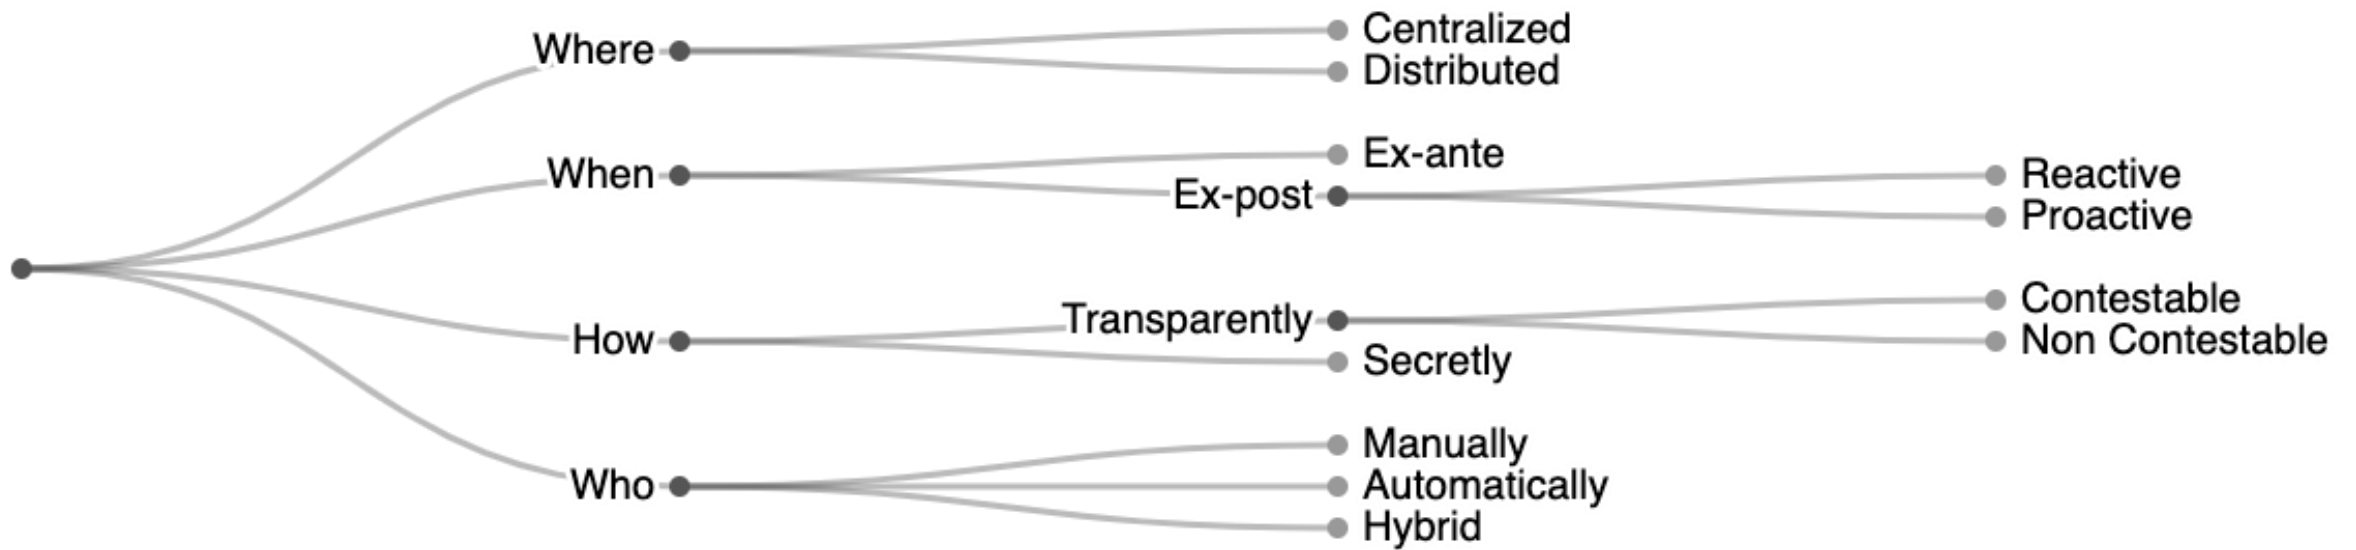 Where
Centralized
Distributed
When
Ex-ante
Ex-post
Reactive
Proactive
How
Transparently
Contestable
Non Contestable
Secretly
Who
Manually
Automatically
Hybrid